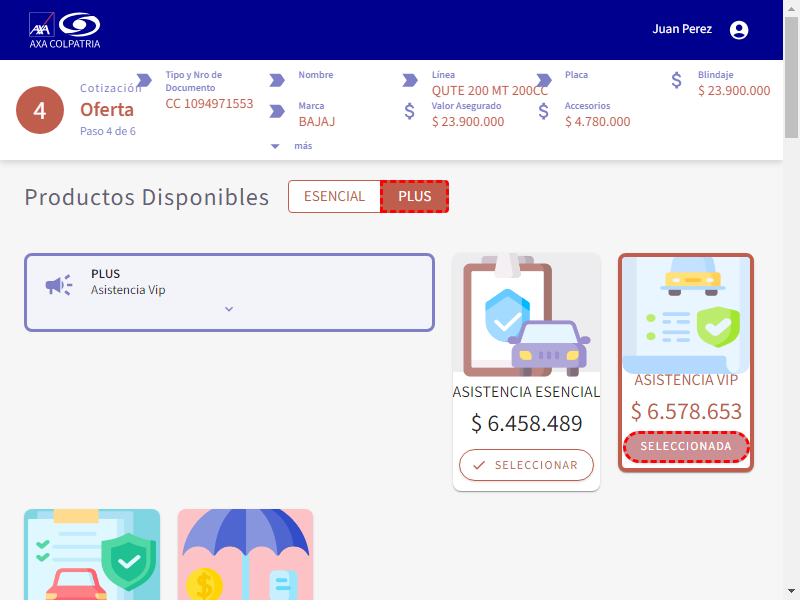 AXA
AXA COLPATRIA
Juan Perez
4
Cotización
Oferta
Paso 4 de 6
Tipo y Nro de
Documento
CC 1094971553
Nombre
Marca
BAJAJ
más
Línea
QUTE 200 MT 200CC
Valor Asegurado
$ 23.900.000
Placa
Accesorios
$ 4.780.000
Blindaje
$ 23.900.000
Productos Disponibles
ESENCIAL
PLUS
PLUS
Asistencia Vip
ASISTENCIA ESENCIAL
$ 6.458.489
SELECCIONAR
ASISTENCIA VIP
$ 6.578.653
SELECCIONADA